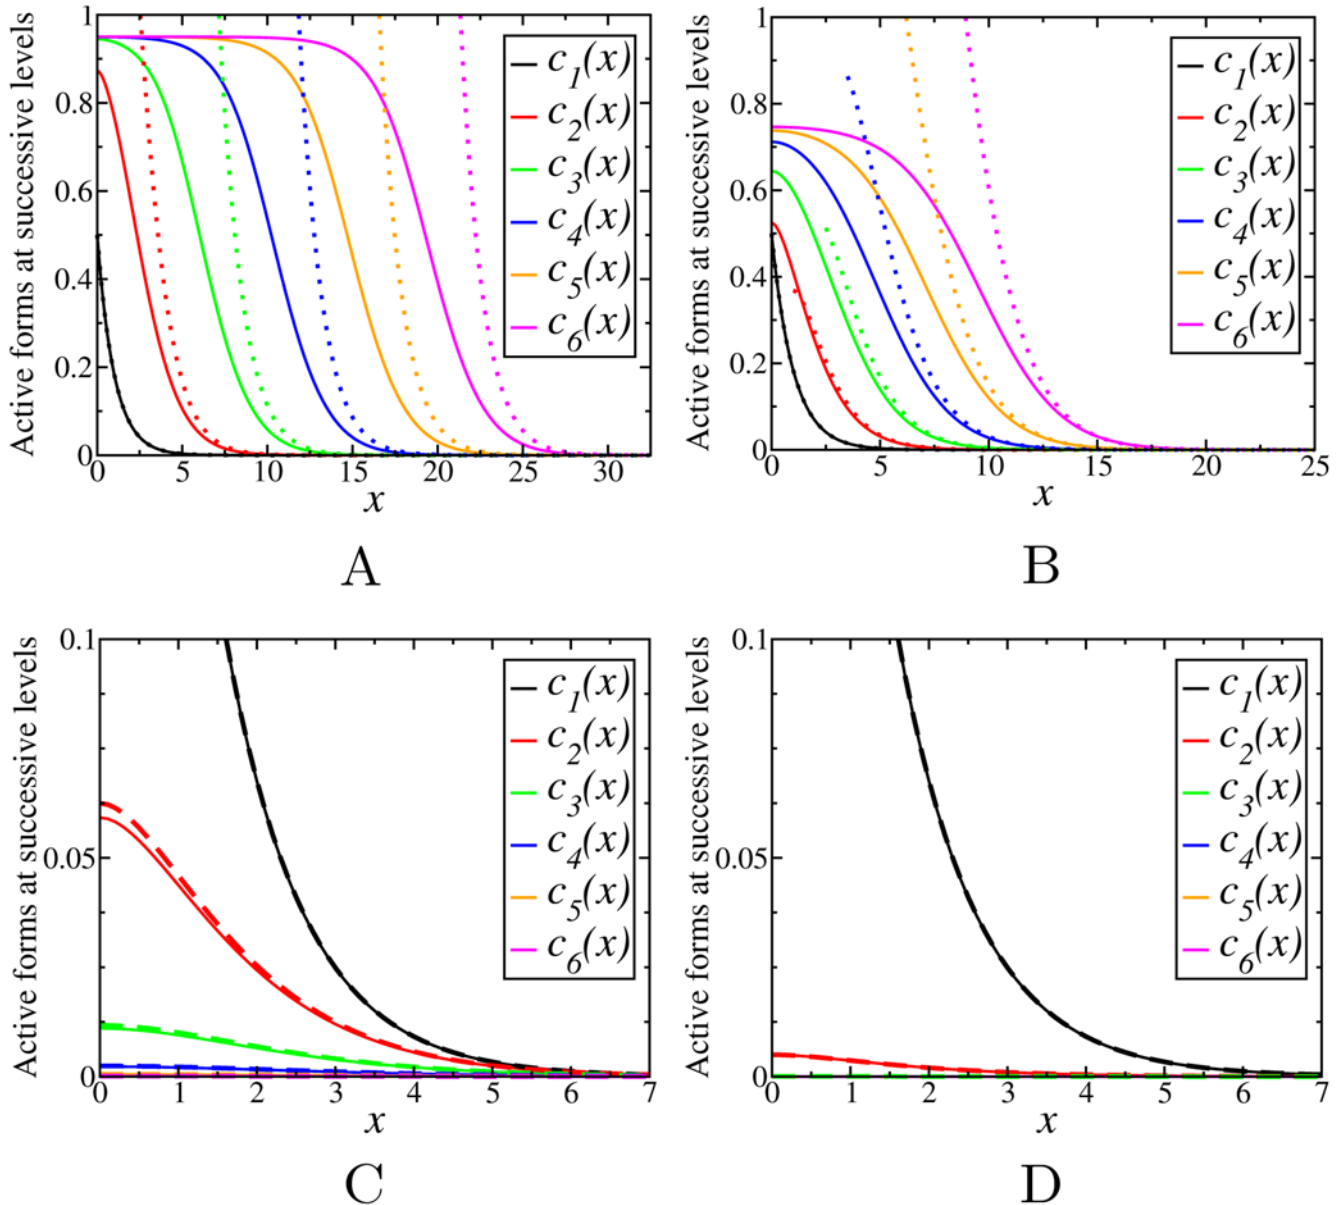 Active forms at successive levels
1
0.8
0.6
0.4
0.2
0
0 5 10 15 20 25 30
x
c1(x)
c2(x)
c3(x)
c4(x)
c5(x)
c6(x)
A
Active forms at successive levels
1
0.8
0.6
0.4
0.2
0
0 5 10 15 20 25
x
c1(x)
c2(x)
c3(x)
c4(x)
c5(x)
c6(x)
B
Active forms at successive levels
0.1
0.05
0
0 1 2 3 4 5 6 7
x
c1(x)
c2(x)
c3(x)
c4(x)
c5(x)
c6(x)
C
Active forms at successive levels
0.1
0.05
0
0 1 2 3 4 5 6 7
x
c1(x)
c2(x)
c3(x)
c4(x)
c5(x)
c6(x)
D